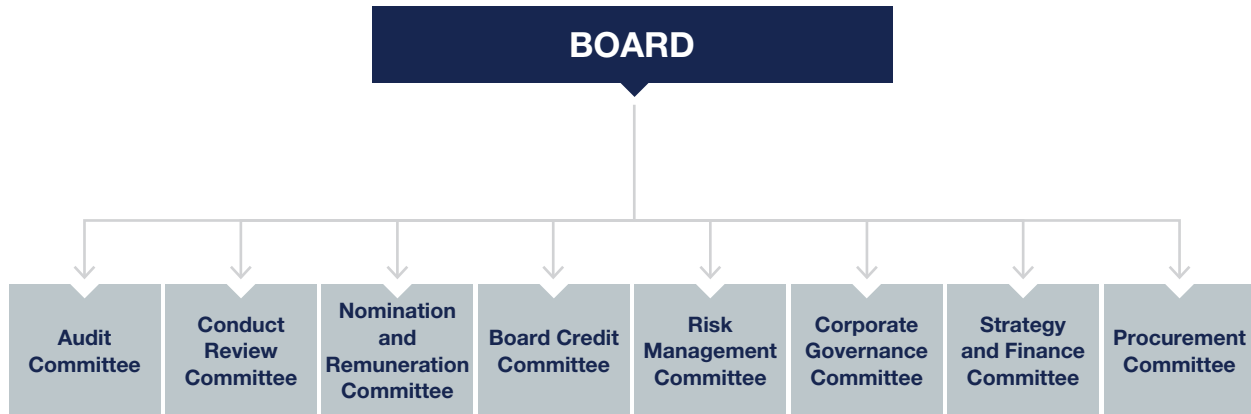 BOARD
Audit
Committee
Conduct
Review
Committee
Nomination
and
Remuneration
Committee
Board Credit
Committee
Risk
Management
Committee
Corporate
Governance
Committee
Strategy
and Finance
Committee
Procurement
Committee